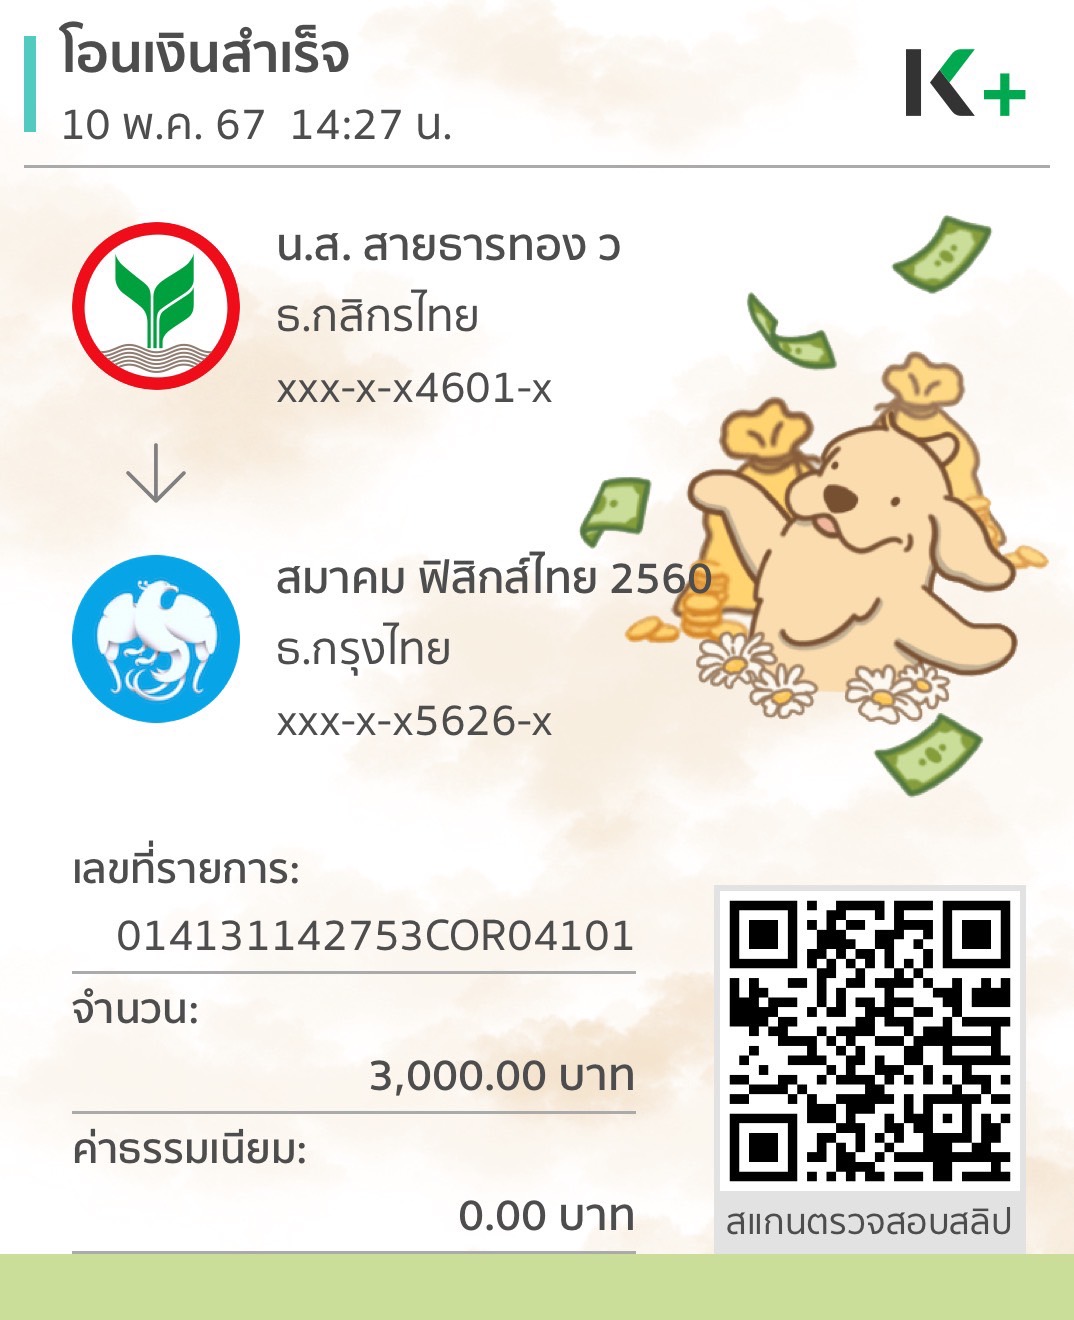 โอนเงินสำเร็จ
10 พ.ค. 67 14:27 น.
K+
น.ส. สายธารทอง ว
ธ.กสิกรไทย
xxx-x-x4601-x
สมาคม ฟิสิกส์ไทย 2560
ธ.กรุงไทย
xxx-x-x5626-x
เลขที่รายการ:
014131142753COR04101
จำนวน:
3,000.00 บาท
ค่าธรรมเนียม:
0.00 บาท
สแกนตรวจสอบสลิป